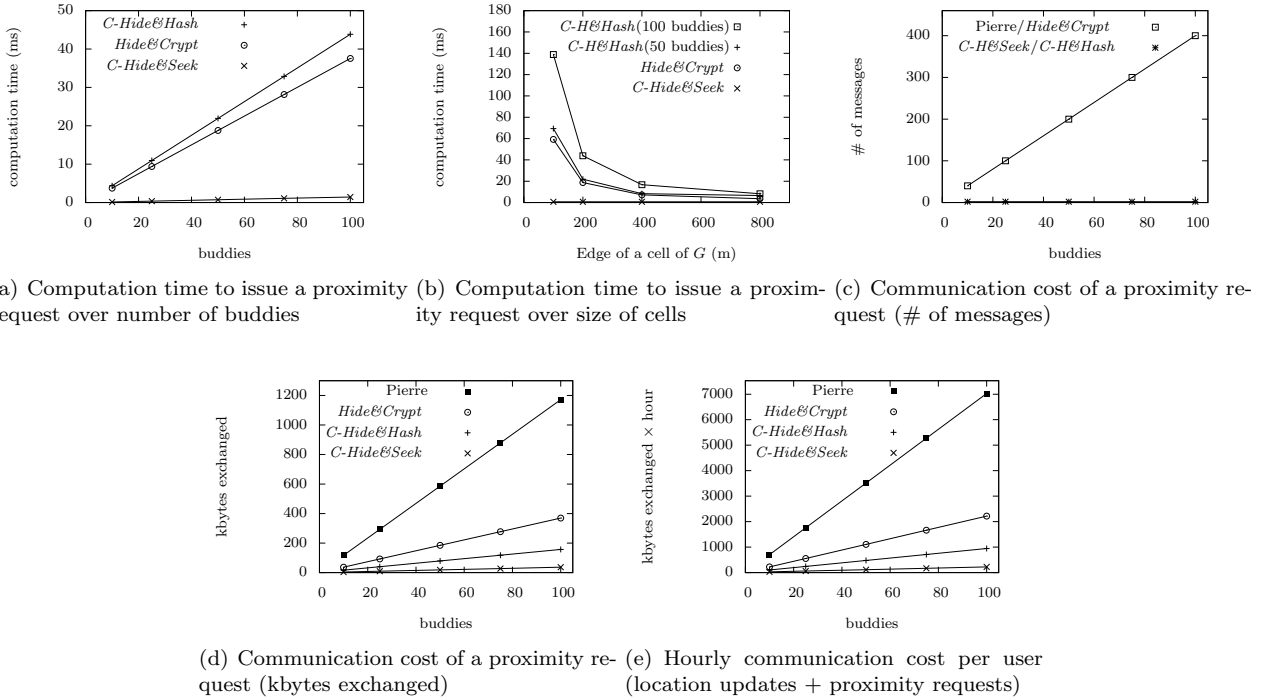 computation time (ms)
50
40
30
20
10
0
C-Hide&Hash
Hide&Crypt
C-Hide&Seek
0 20 40 60 80 100
buddies
a) Computation time to issue a proximity
equest over number of buddies
computation time (ms)
180
160
140
120
100
80
60
40
20
0
C-H&Hash(100 buddies)
C-H&Hash(50 buddies)
Hide&Crypt
C-Hide&Seek
0 200 400 600 800
Edge of a cell of G (m)
(b) Computation time to issue a proxim-
ity request over size of cells
# of messages
400
300
200
100
0
Pierre/Hide&Crypt
C-H&Seek/C-H&Hash
0 20 40 60 80 100
buddies
(c) Communication cost of a proximity re-
quest (# of messages)
kbytes exchanged
1200
1000
800
600
400
200
0
Pierre
Hide&Crypt
C-Hide&Hash
C-Hide&Seek
0 20 40 60 80 100
buddies
(d) Communication cost of a proximity re-
quest (kbytes exchanged)
kbytes exchanged × hour
7000
6000
5000
4000
3000
2000
1000
0
Pierre
Hide&Crypt
C-Hide&Hash
C-Hide&Seek
0 20 40 60 80 100
buddies
(e) Hourly communication cost per user
(location updates + proximity requests)